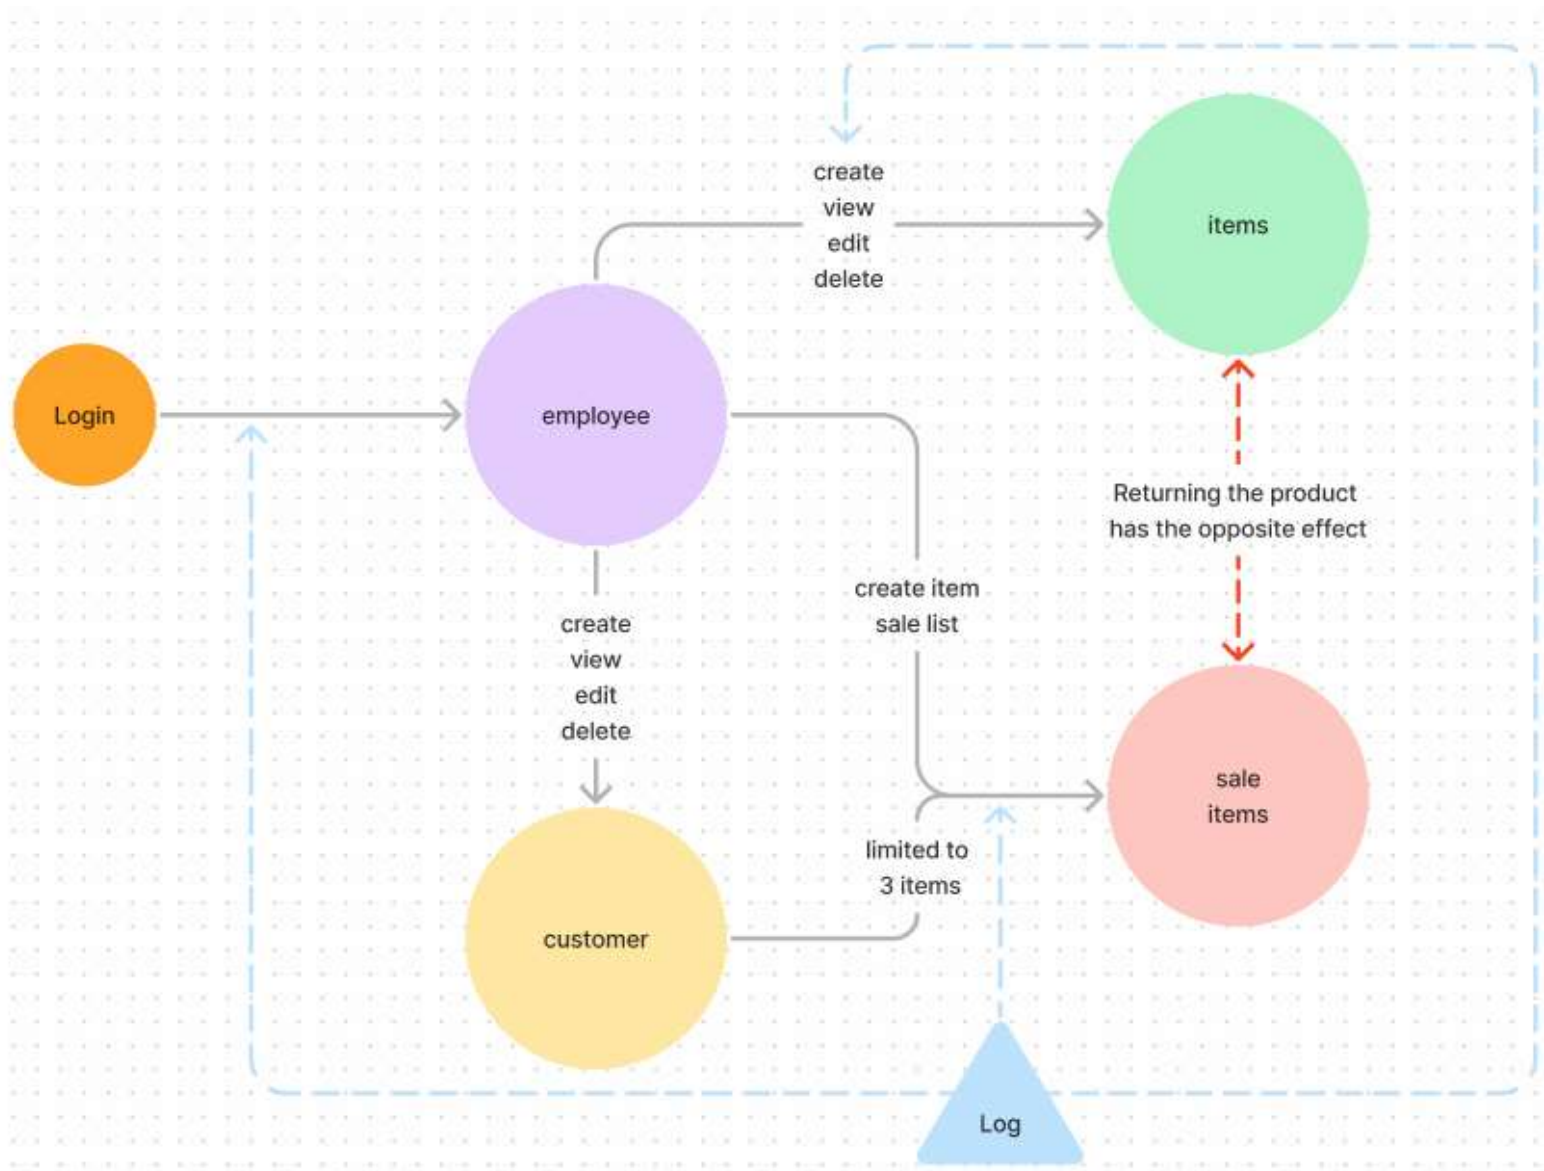 create
view
edit
delete
items
Login
employee
Returning the product
has the opposite effect
create item
sale list
create
view
edit
delete
sale
items
limited to
3 items
customer
Log